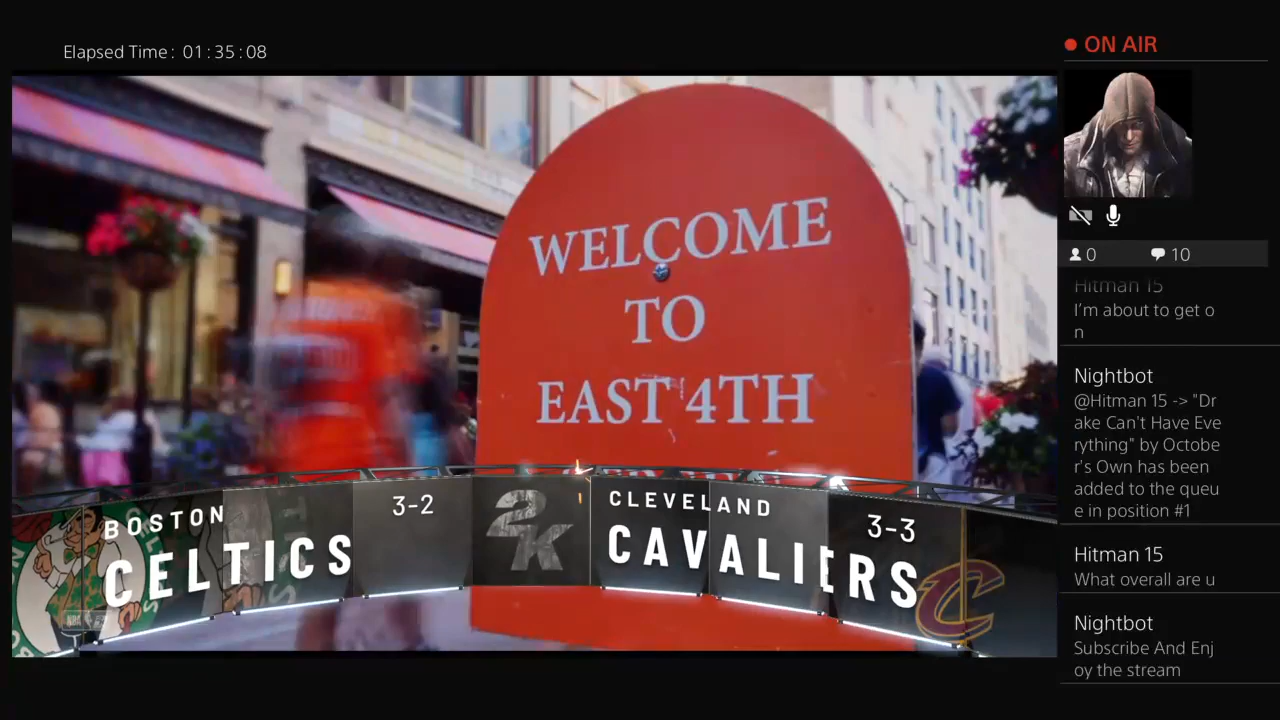 Elapsed Time: 01:35:08
ON AIR
WELCOME
TO
EAST 4TH
BOSTON
CELTICS
3-2
2K
CLEVELAND
CAVALIERS
3-3
C
0
10
Hitman 15
I'm about to get o
n
Nightbot
@Hitman 15 -> "Dr
ake Can't Have Eve
rything" by Octobe
r's Own has been
added to the queu
e in position #1
Hitman 15
What overall are u
Nightbot
Subscribe And Enj
oy the stream